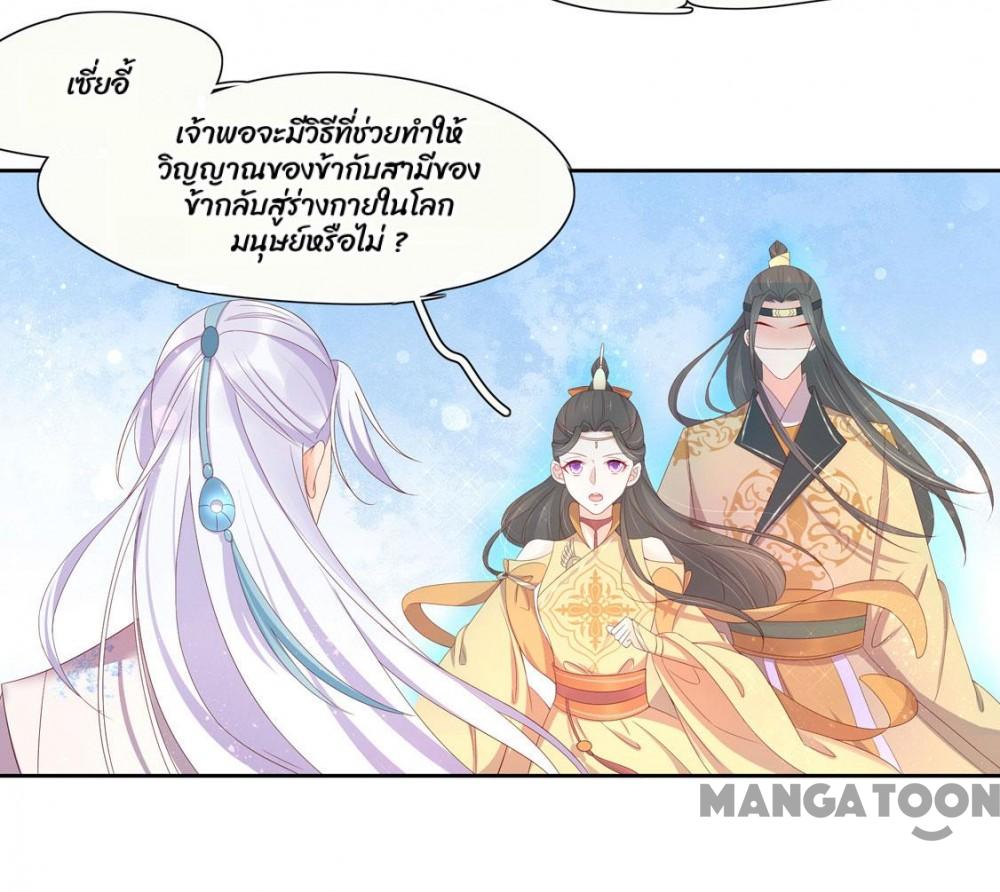 เซี่ยอี้
เจ้าพอจะมีวิธีที่ช่วยทำให้
วิญญาณของข้ากับสามีของ
ข้ากลับสู่ร่างกายในโลก
มนุษย์หรือไม่ ?
MANGATOON